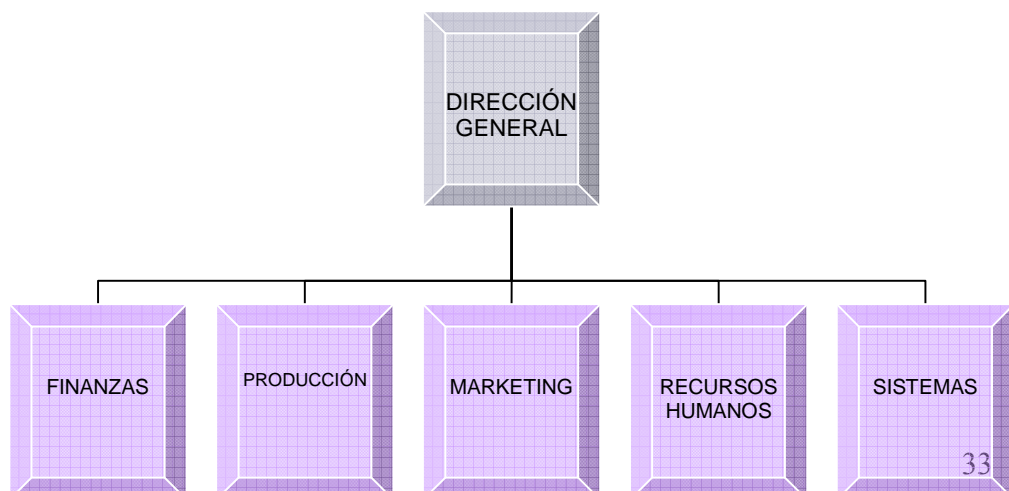 DIRECCIÓN
GENERAL
FINANZAS
PRODUCCIÓN
MARKETING
RECURSOS
HUMANOS
SISTEMAS
33